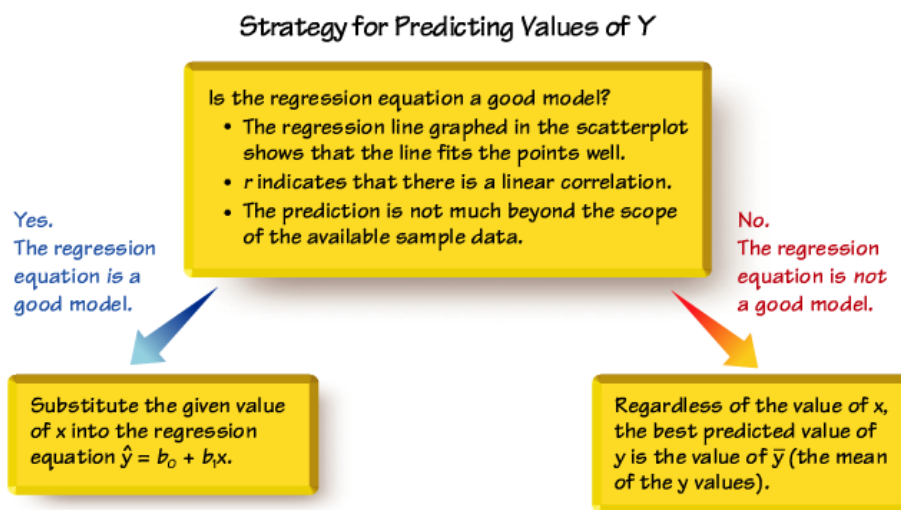 Strategy for Predicting Values of Y
Is the regression equation a good model?
• The regression line graphed in the scatterplot
shows that the line fits the points well.
• r indicates that there is a linear correlation.
• The prediction is not much beyond the scope
of the available sample data.
Yes.
The regression
equation is a
good model.
No.
The regression
equation is not
a good model.
Substitute the given value
of x into the regression
equation ŷ = b₀ + b₁x.
Regardless of the value of x,
the best predicted value of
y is the value of y̅ (the mean
of the y values).